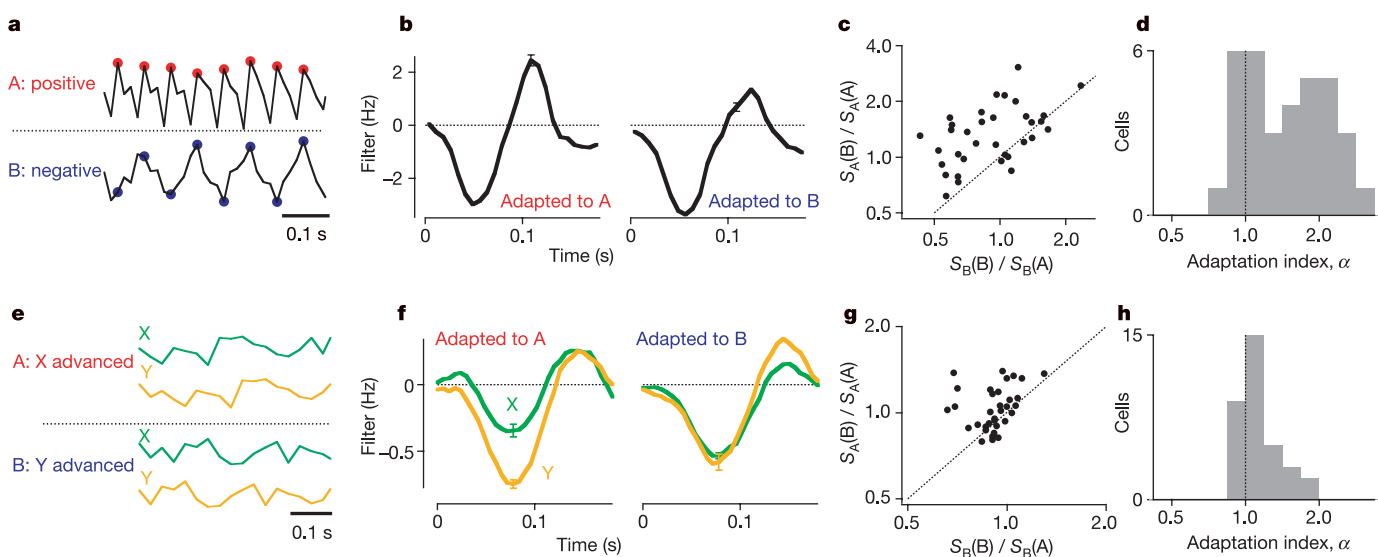 a
A: positive
B: negative
0.1 s
b
Filter (Hz)
2
0
−2
Adapted to A
Adapted to B
0
0.1
0
0.1
Time (s)
c
S_A(B) / S_A(A)
4.0
2.0
1.0
0.5
0.5
1.0
2.0
S_B(B) / S_B(A)
d
Cells
6
0
1.0
2.0
Adaptation index, α
e
X
A: X advanced
Y
X
B: Y advanced
Y
0.1 s
f
Adapted to A
Adapted to B
Filter (Hz)
0
−0.5
X
Y
0
0.1
0
0.1
Time (s)
g
S_A(B) / S_A(A)
2.0
1.0
0.5
0.5
1.0
2.0
S_B(B) / S_B(A)
h
Cells
15
0
1.0
2.0
Adaptation index, α